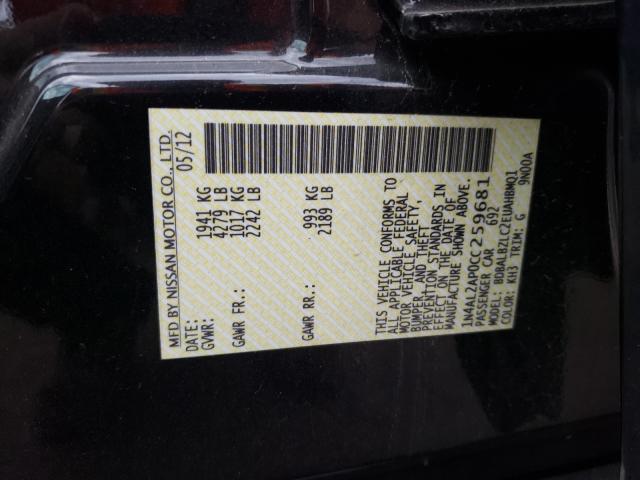 MFD BY NISSAN MOTOR CO., LTD.
DATE: 05/12
GVWR: 1941 KG
4279 LB
GAWR FR: 1017 KG
2242 LB
GAWR RR: 993 KG
2189 LB
THIS VEHICLE CONFORMS TO
ALL APPLICABLE FEDERAL
MOTOR VEHICLE SAFETY,
BUMPER, AND THEFT
PREVENTION STANDARDS IN
EFFECT ON THE DATE OF
MANUFACTURE SHOWN ABOVE.
1N4AL2AP0CC259681
PASSENGER CAR 9 692
MODEL: BDBALBZLC2EUAHBMQI
COLOR: KH3 TRIM: G 9N00A